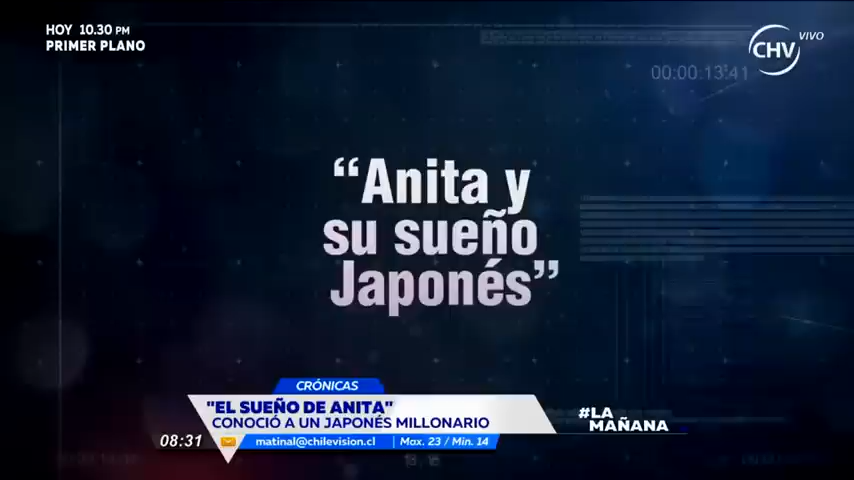 HOY 10.30 PM
PRIMER PLANO
CHV
VIVO
00:00:13:41
“Anita y
su sueño
Japonés”
CRÓNICAS
"EL SUEÑO DE ANITA"
CONOCIÓ A UN JAPONÉS MILLONARIO
#LA
MAÑANA
08:31
matinal@chilevision.cl
Max. 23 / Min. 14